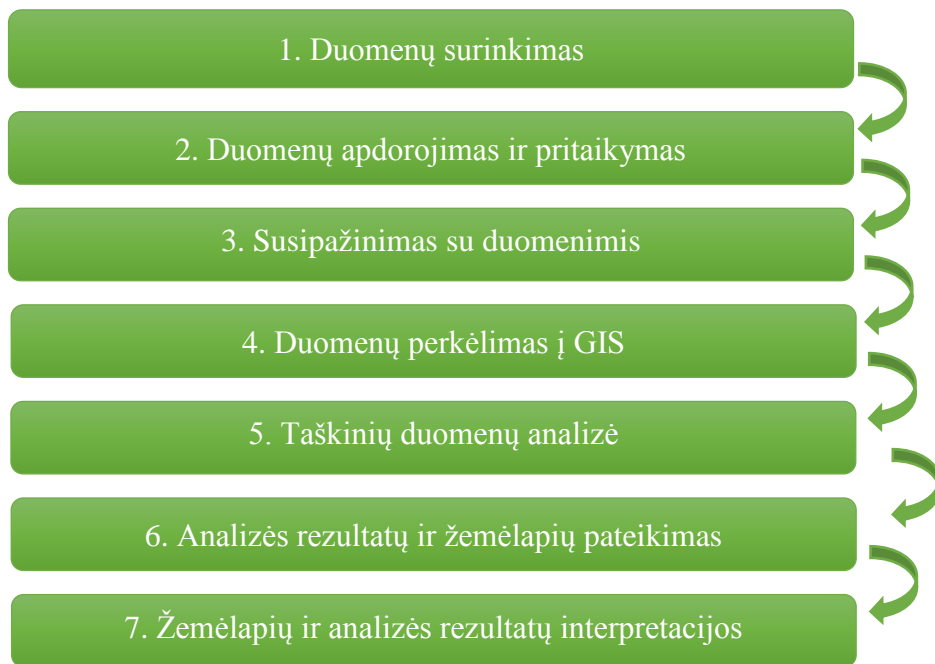 1. Duomenų surinkimas
2. Duomenų apdorojimas ir pritaikymas
3. Susipažinimas su duomenimis
4. Duomenų perkėlimas į GIS
5. Taškinių duomenų analizė
6. Analizės rezultatų ir žemėlapių pateikimas
7. Žemėlapių ir analizės rezultatų interpretacijos